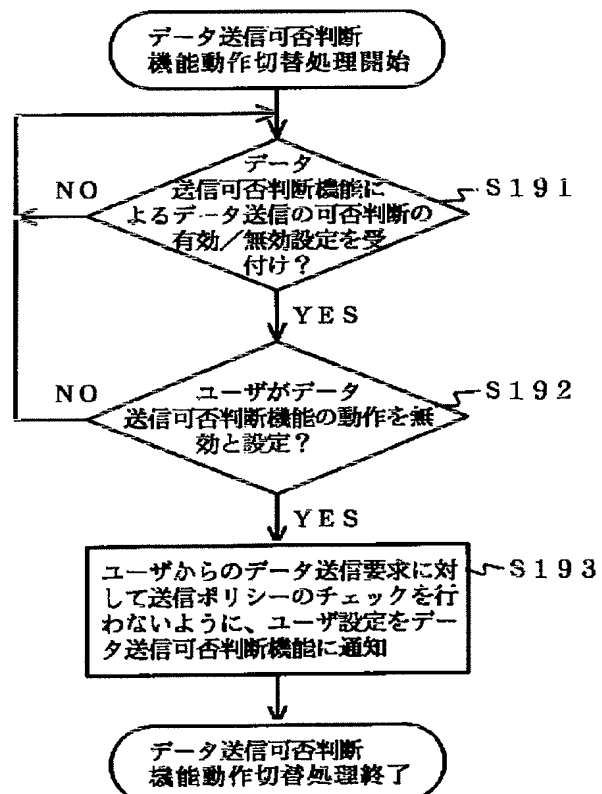 データ送信可否判断
機能動作切替処理開始
データ
送信可否判断機能に
よるデータ送信の可否判断の
有効／無効設定を受
付け？
NO
S191
YES
ユーザがデータ
送信可否判断機能の動作を無
効と設定？
NO
S192
YES
ユーザからのデータ送信要求に対
して送信ポリシーのチェックを行
わないように、ユーザ設定をデー
タ送信可否判断機能に通知
S193
データ送信可否判断
機能動作切替処理終了